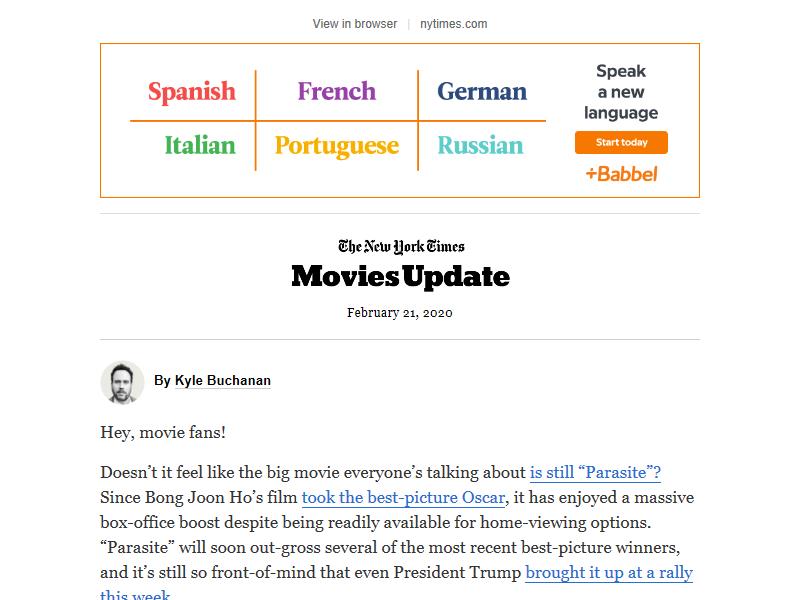 View in browser | nytimes.com
Spanish French German
Italian Portuguese Russian
Speak
a new
language
Start today
+Babbel
The New York Times
Movies Update
February 21, 2020
By Kyle Buchanan
Hey, movie fans!
Doesn’t it feel like the big movie everyone’s talking about is still “Parasite”?
Since Bong Joon Ho’s film took the best-picture Oscar, it has enjoyed a massive
box-office boost despite being readily available for home-viewing options.
“Parasite” will soon out-gross several of the most recent best-picture winners,
and it’s still so front-of-mind that even President Trump brought it up at a rally
this week.